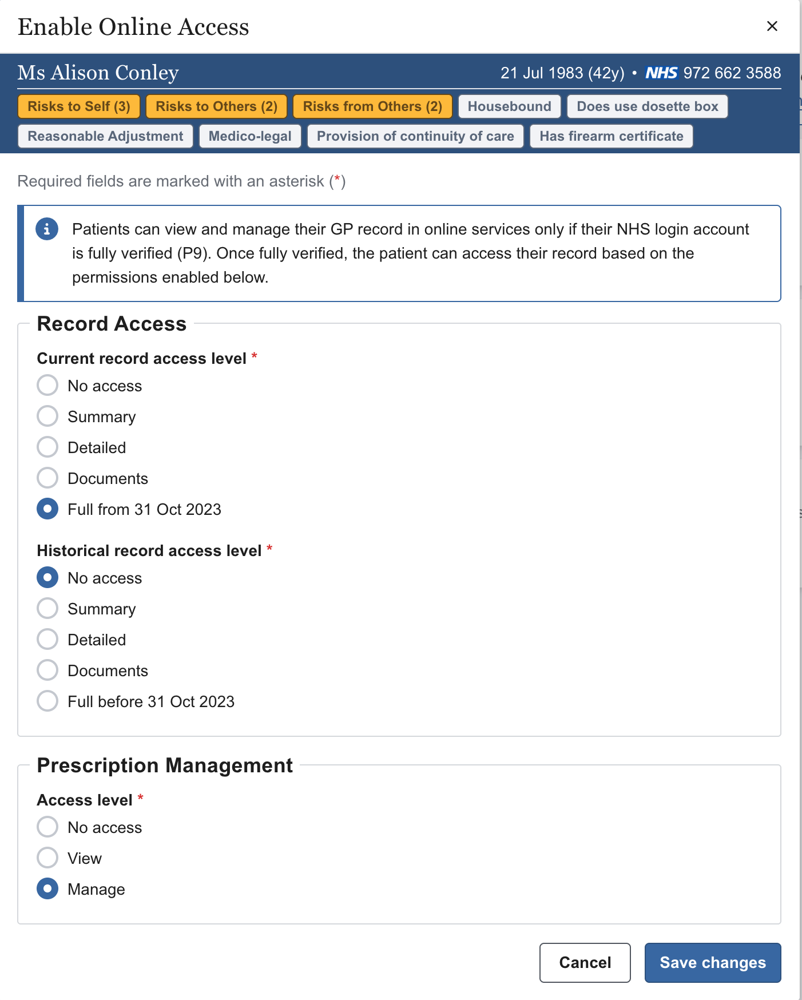 Enable Online Access
Ms Alison Conley
21 Jul 1983 (42y) • NHS 972 662 3588
Risks to Self (3) Risks to Others (2) Risks from Others (2) Housebound Does use dosette box
Reasonable Adjustment Medico-legal Provision of continuity of care Has firearm certificate
Required fields are marked with an asterisk (*)
Patients can view and manage their GP record in online services only if their NHS login account
is fully verified (P9). Once fully verified, the patient can access their record based on the
permissions enabled below.
Record Access
Current record access level *
No access
Summary
Detailed
Documents
Full from 31 Oct 2023
Historical record access level *
No access
Summary
Detailed
Documents
Full before 31 Oct 2023
Prescription Management
Access level *
No access
View
Manage
Cancel Save changes